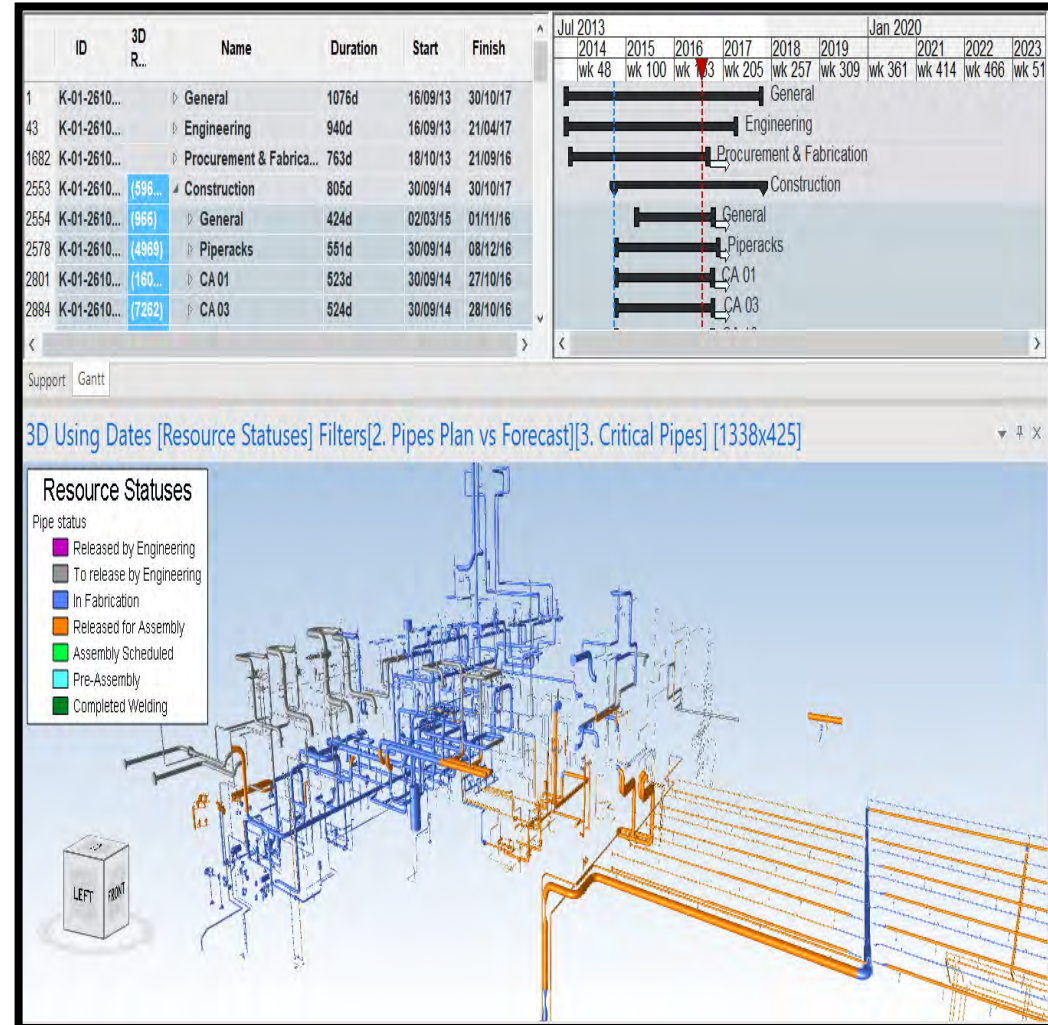 ID 3D R... Name Duration Start Finish
1 K-01-2610... General 1076d 16/09/13 30/10/17
43 K-01-2610... Engineering 940d 16/09/13 21/04/17
1682 K-01-2610... Procurement & Fabrica... 763d 18/10/13 21/09/16
2553 K-01-2610... (596... Construction 805d 30/09/14 30/10/17
2554 K-01-2610... (966) General 424d 02/03/15 01/11/16
2578 K-01-2610... (4969) Piperacks 551d 30/09/14 08/12/16
2801 K-01-2610... (160... CA 01 523d 30/09/14 27/10/16
2884 K-01-2610... (7262) CA 03 524d 30/09/14 28/10/16
Jul 2013 Jan 2020
2014 2015 2016 2017 2018 2019 2021 2022 2023
wk 48 wk 100 wk wk 205 wk 257 wk 309 wk 361 wk 414 wk 466 wk 51
General
Engineering
Procurement & Fabrication
Construction
General
Piperacks
CA 01
CA 03
Support Gantt
3D Using Dates [Resource Statuses] Filters[2. Pipes Plan vs Forecast][3. Critical Pipes] [1338x425]
Resource Statuses
Pipe status
Released by Engineering
To release by Engineering
In Fabrication
Released for Assembly
Assembly Scheduled
Pre-Assembly
Completed Welding
LEFT FRONT